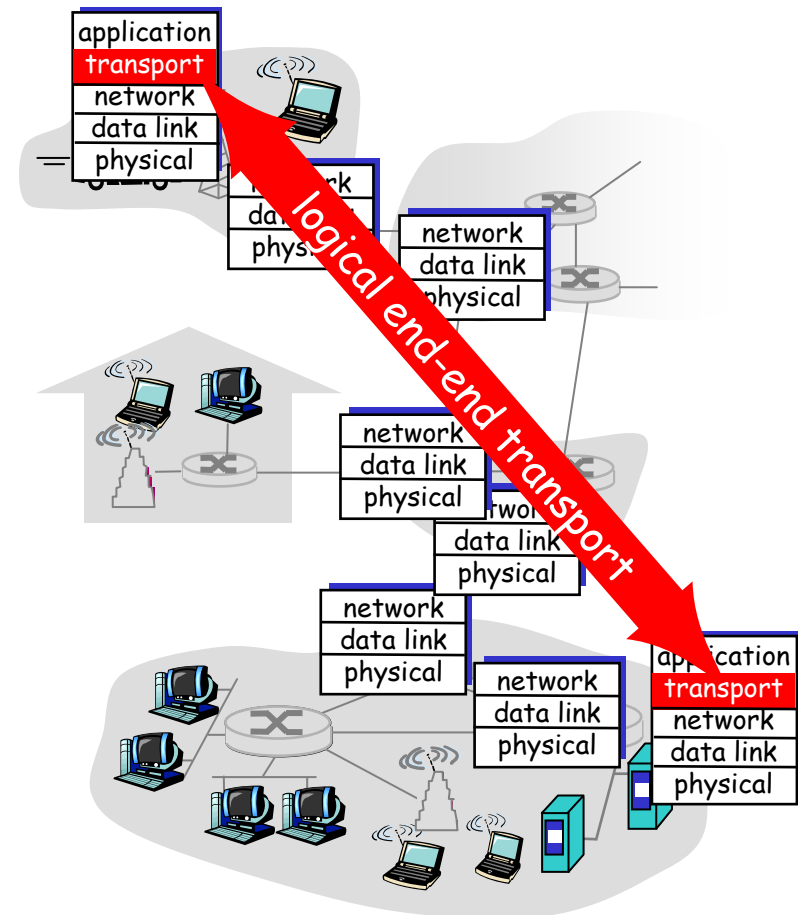 application
transport
network
data link
physical
physical
network
data link
physical
logical end-end transport
network
data link
physical
data link
physical
network
data link
physical
network
data link
physical
application
transport
network
data link
physical